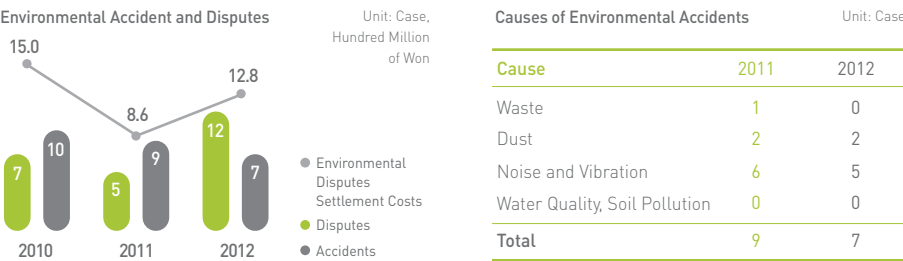 Environmental Accident and Disputes
Unit: Case,
Hundred Million
of Won
15.0
8.6
12.8
7
10
5
9
12
7
2010
2011
2012
Environmental
Disputes
Settlement Costs
Disputes
Accidents
Causes of Environmental Accidents
Unit: Case
Cause 2011 2012
Waste 1 0
Dust 2 2
Noise and Vibration 6 5
Water Quality, Soil Pollution 0 0
Total 9 7